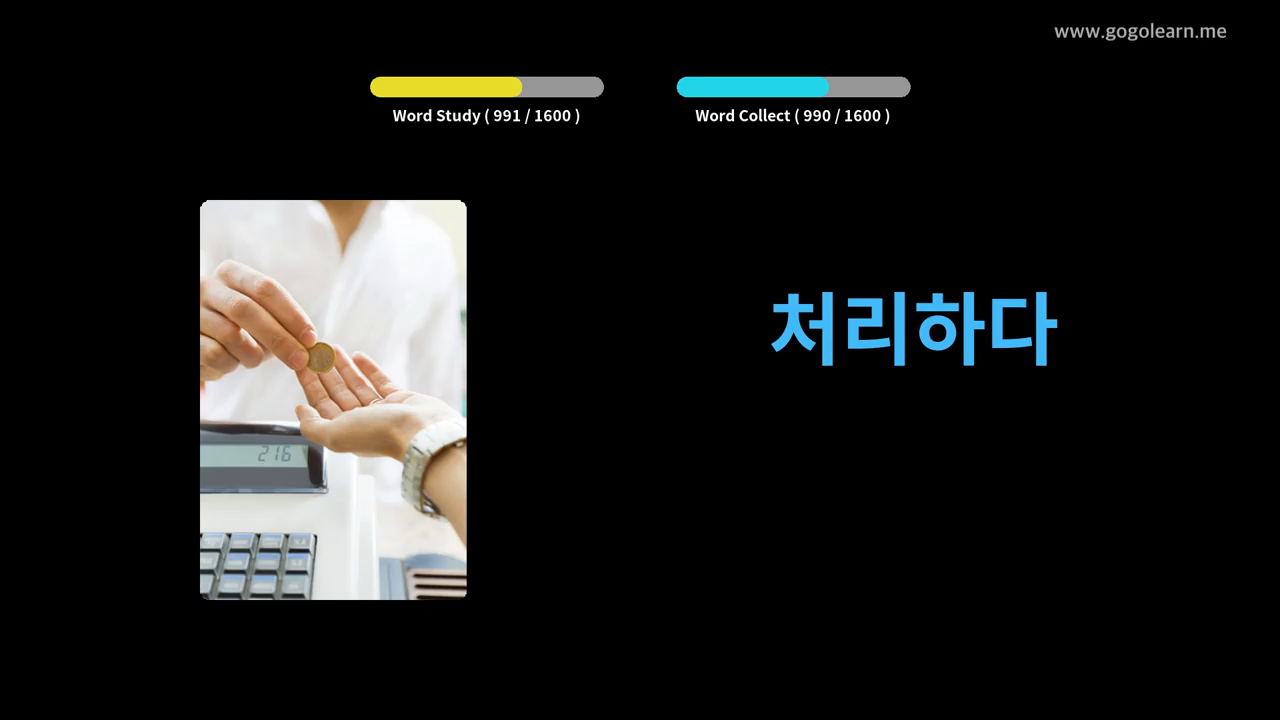 www.gogolearn.me
Word Study ( 991 / 1600 )
Word Collect ( 990 / 1600 )
처리하다
216